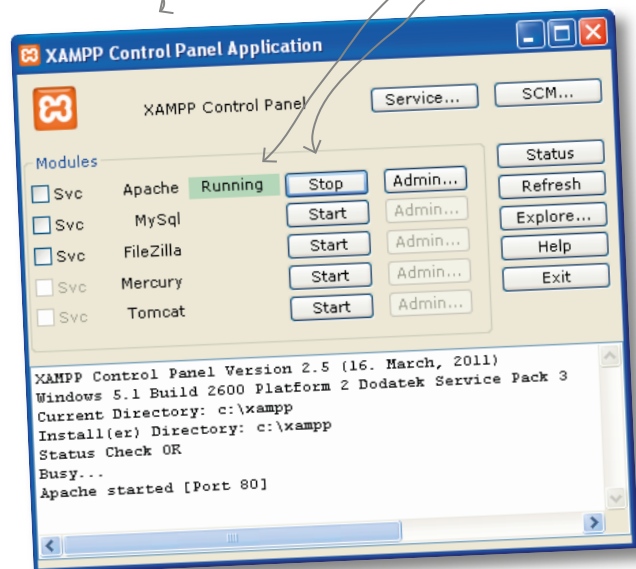 XAMPP Control Panel Application
XAMPP Control Panel
Service...
SCM...
Modules
Svc Apache Running Stop Admin...
Svc MySql Start Admin...
Svc FileZilla Start Admin...
Svc Mercury Start Admin...
Svc Tomcat Start Admin...
Status
Refresh
Explore...
Help
Exit
XAMPP Control Panel Version 2.5 (16. March, 2011)
Windows 5.1 Build 2600 Platform 2 Dodatek Service Pack 3
Current Directory: c:\xampp
Install(er) Directory: c:\xampp
Status Check OK
Busy...
Apache started [Port 80]